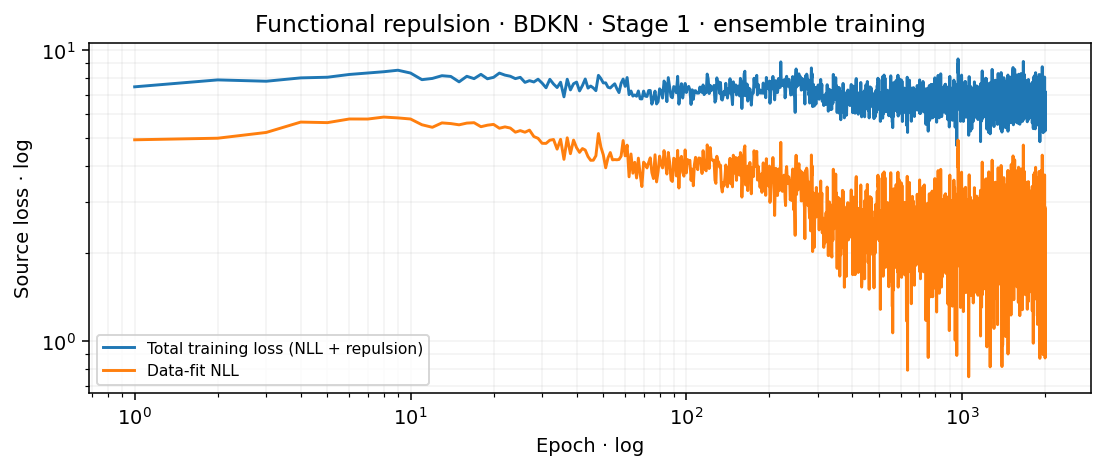 Functional repulsion · BDKN · Stage 1 · ensemble training
Source loss · log
10¹
10⁰
Total training loss (NLL + repulsion)
Data-fit NLL
10⁰ 10¹ 10² 10³
Epoch · log